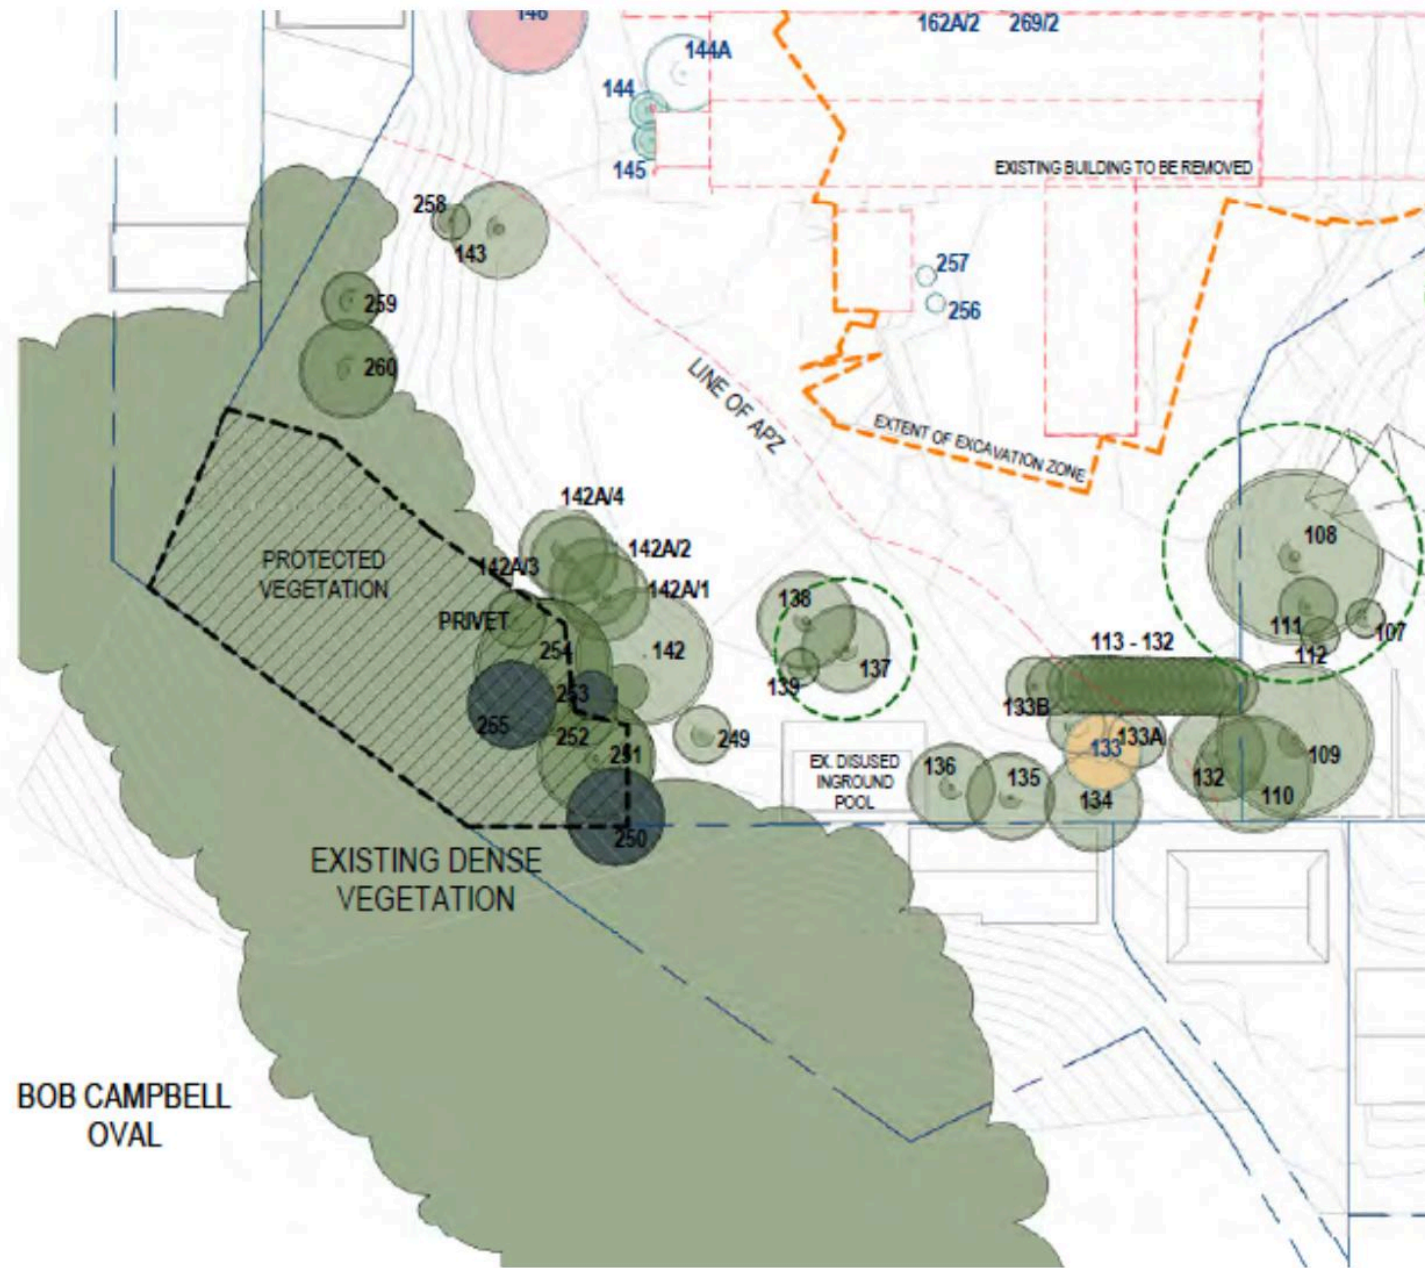 146
162A/2 269/2
144A
144
145
EXISTING BUILDING TO BE REMOVED
258
143
257
256
259
260
LINE OF APZ
EXTENT OF EXCAVATION ZONE
142A/4
142A/2
142A/3
142A/1
PROTECTED
VEGETATION
PRIVET
254
142
253
255
252
251
250
249
138
137
139
108
111
107
112
113 - 132
133B
133
133A
EX. DISUSED
INGROUND
POOL
136
135
134
132
110
109
EXISTING DENSE
VEGETATION
BOB CAMPBELL
OVAL